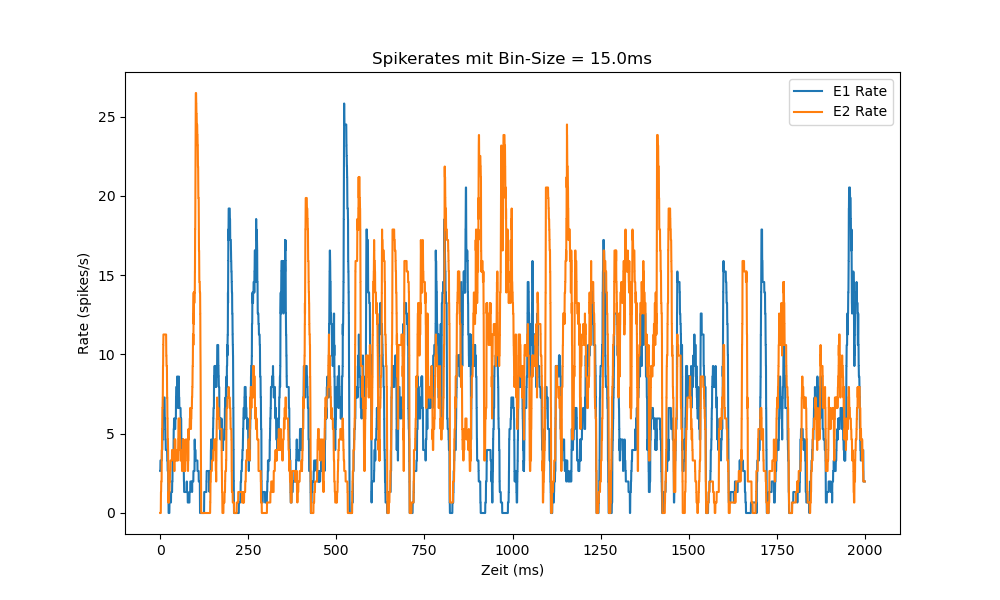 Spikerates mit Bin-Size = 15.0ms
E1 Rate
E2 Rate
Rate (spikes/s)
25
20
15
10
5
0
0 250 500 750 1000 1250 1500 1750 2000
Zeit (ms)